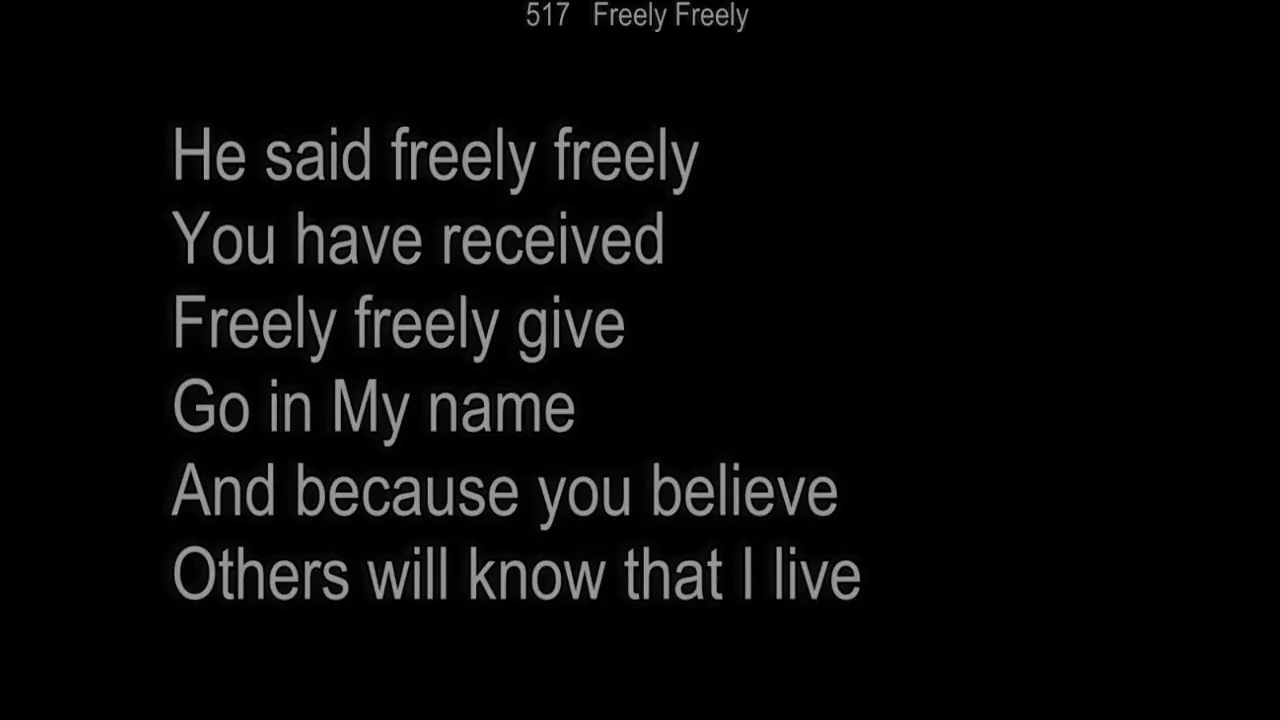 517 Freely Freely
He said freely freely
You have received
Freely freely give
Go in My name
And because you believe
Others will know that I live